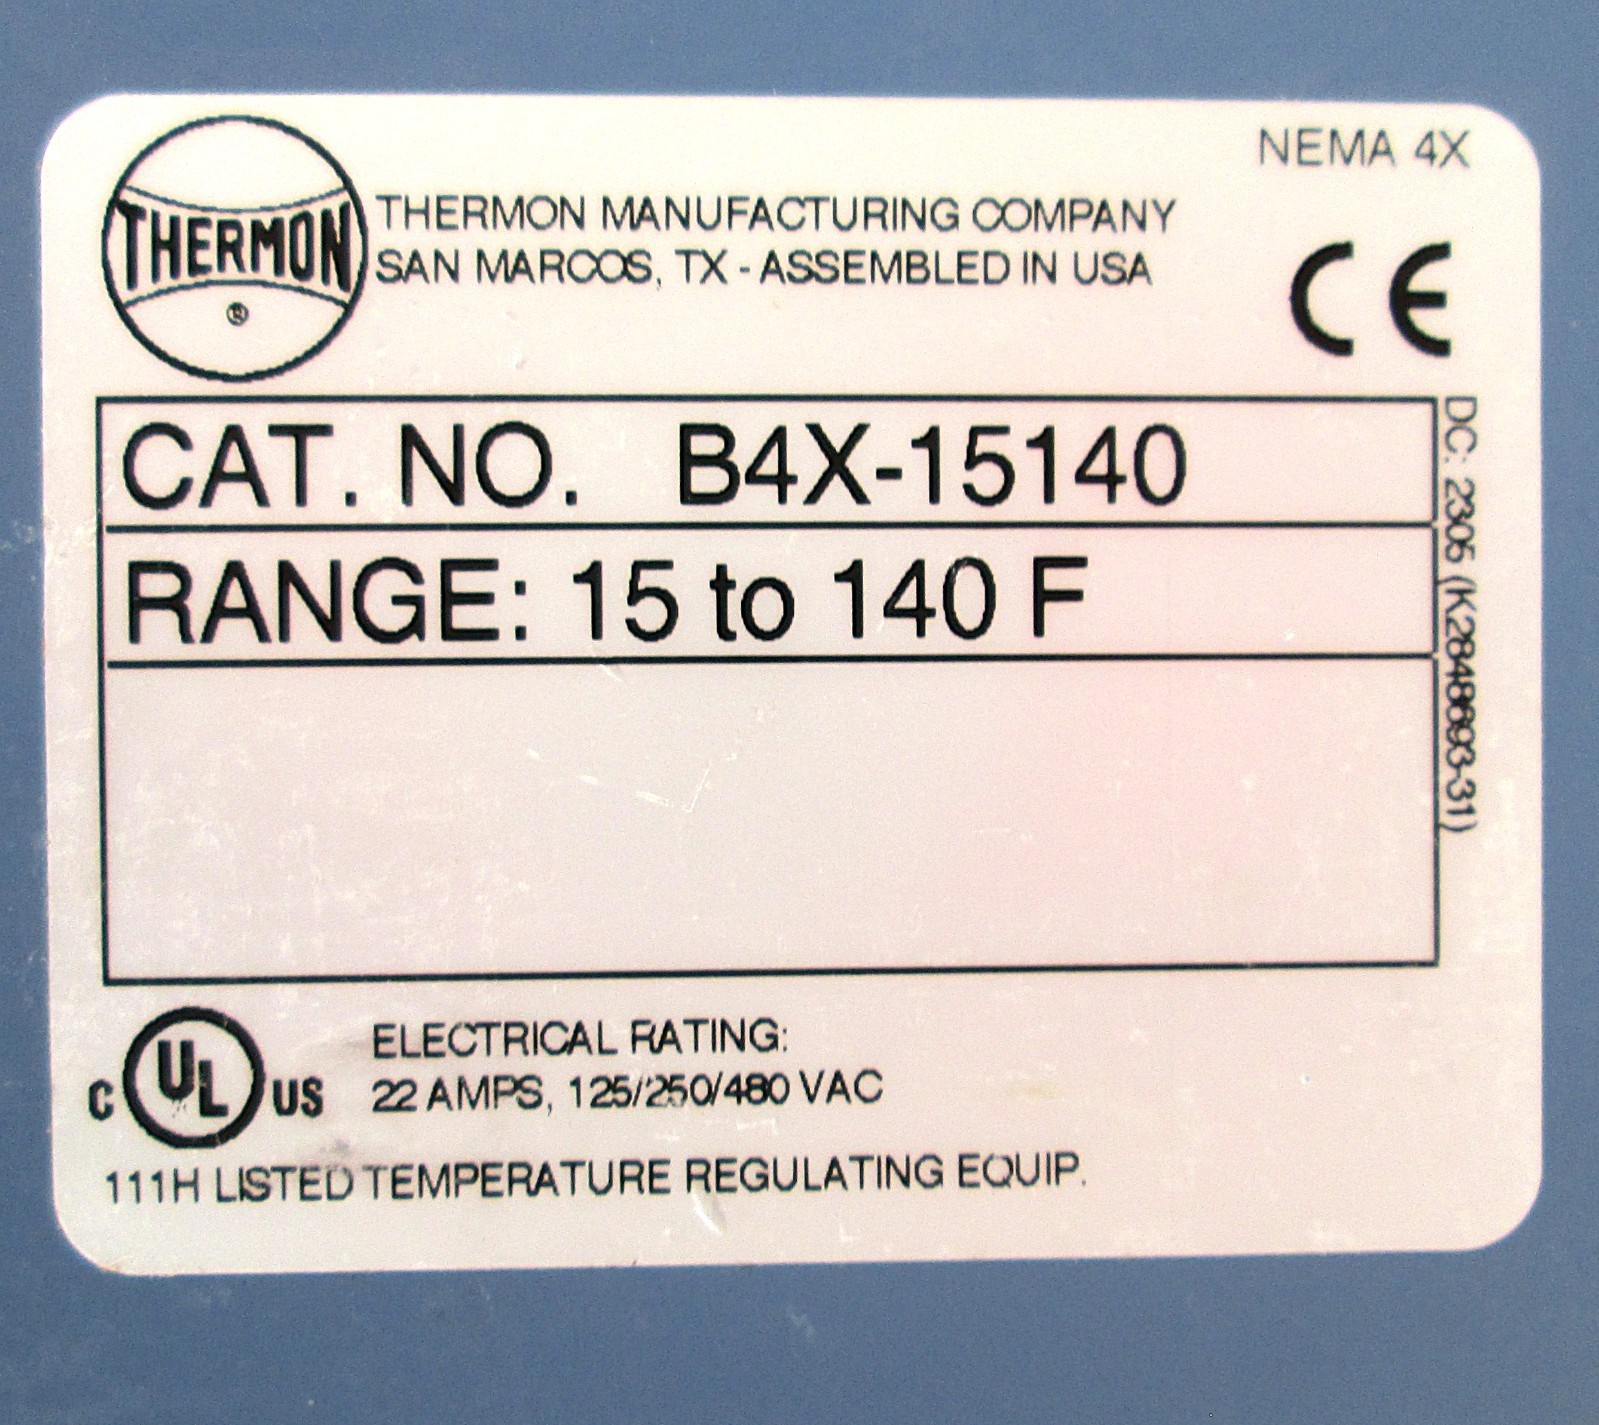 NEMA 4X
THERMON
®
THERMON MANUFACTURING COMPANY
SAN MARCOS, TX - ASSEMBLED IN USA
CE
CAT. NO. B4X-15140
RANGE: 15 to 140 F
DC: 2305 (K2848693-31)
C UL US
ELECTRICAL RATING:
22 AMPS, 125/250/480 VAC
111H LISTED TEMPERATURE REGULATING EQUIP.